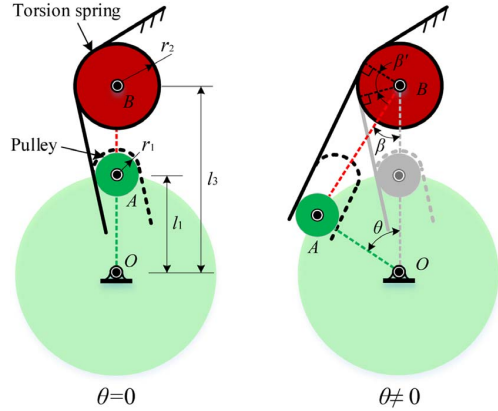 Torsion spring
r₂
B
Pulley
r₁
A
l₁
l₃
O
θ=0
β'
B
β
A
θ
O
θ≠ 0